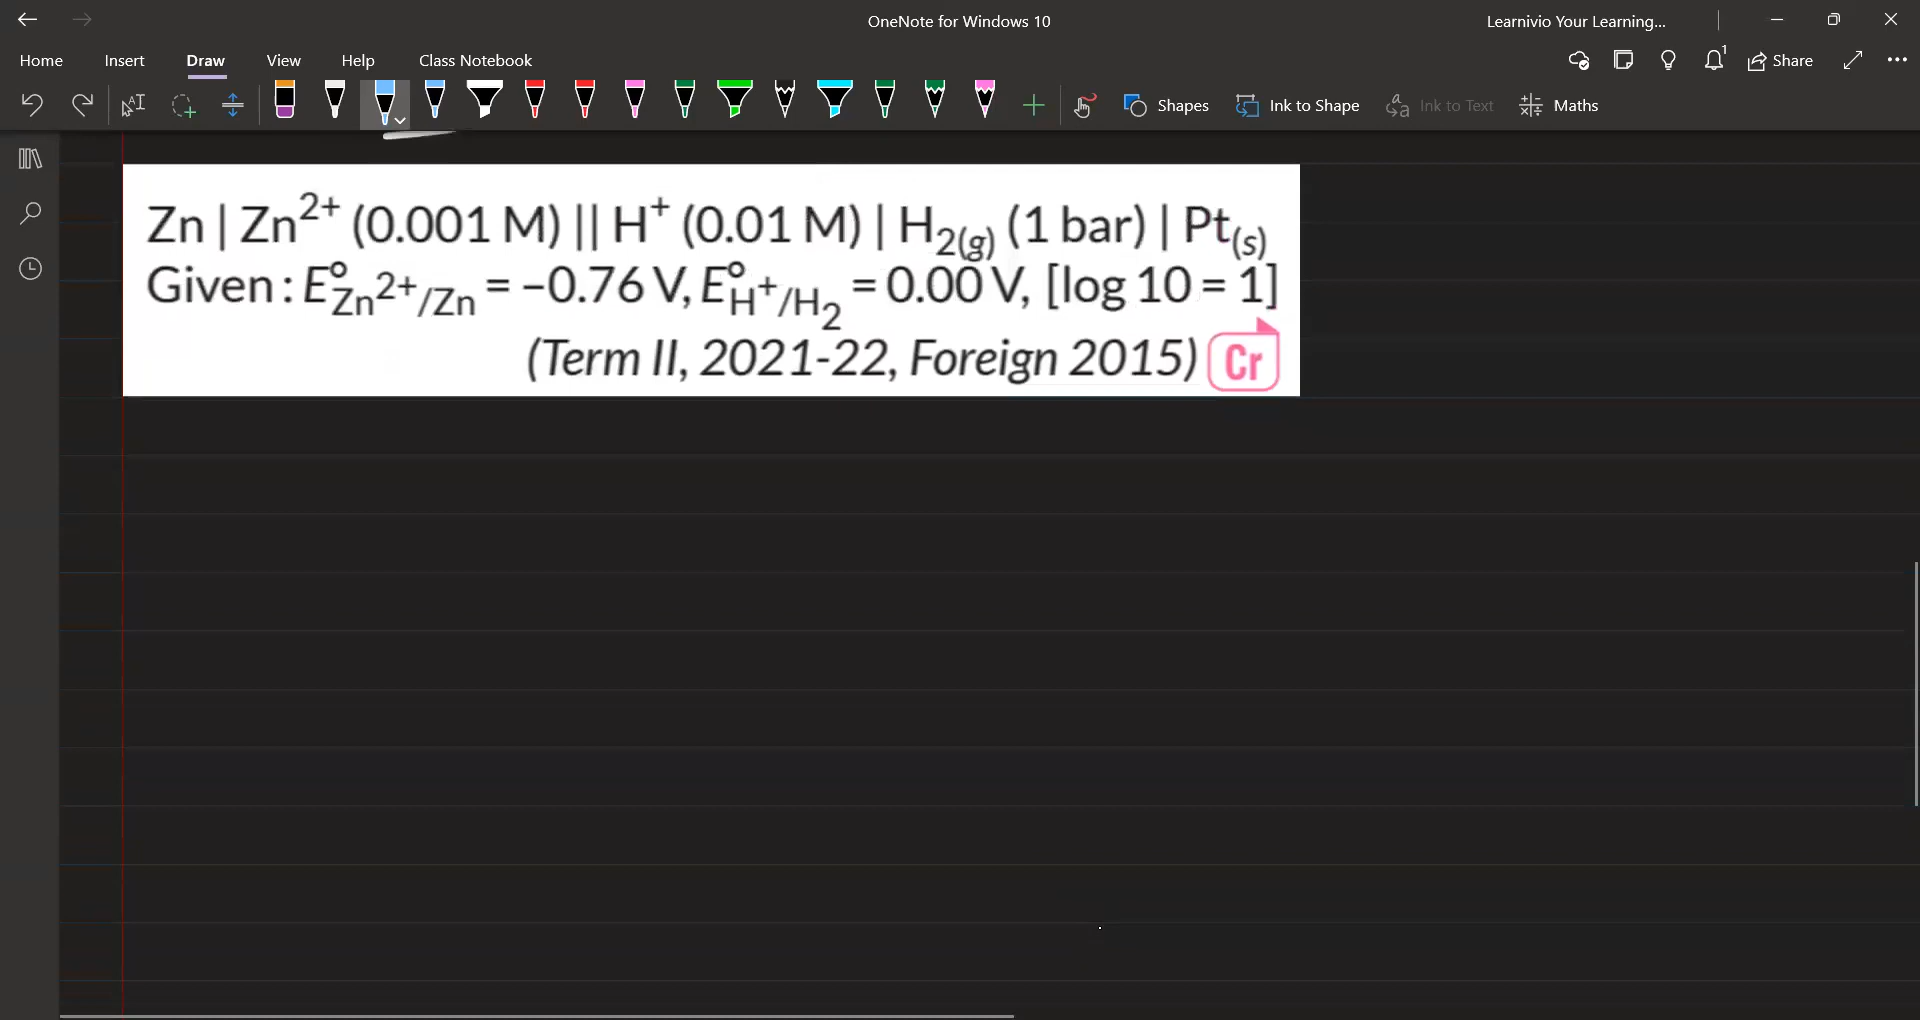 OneNote for Windows 10
Learnivio Your Learning...
Home Insert Draw View Help Class Notebook
1 Share
Shapes Ink to Shape Ink to Text Maths
Zn | Zn²⁺ (0.001 M) || H⁺ (0.01 M) | H₂(g) (1 bar) | Pt(s)
Given : E°Zn²⁺/Zn = –0.76 V, E°H⁺/H₂ = 0.00 V, [log 10 = 1]
(Term II, 2021-22, Foreign 2015) Cr